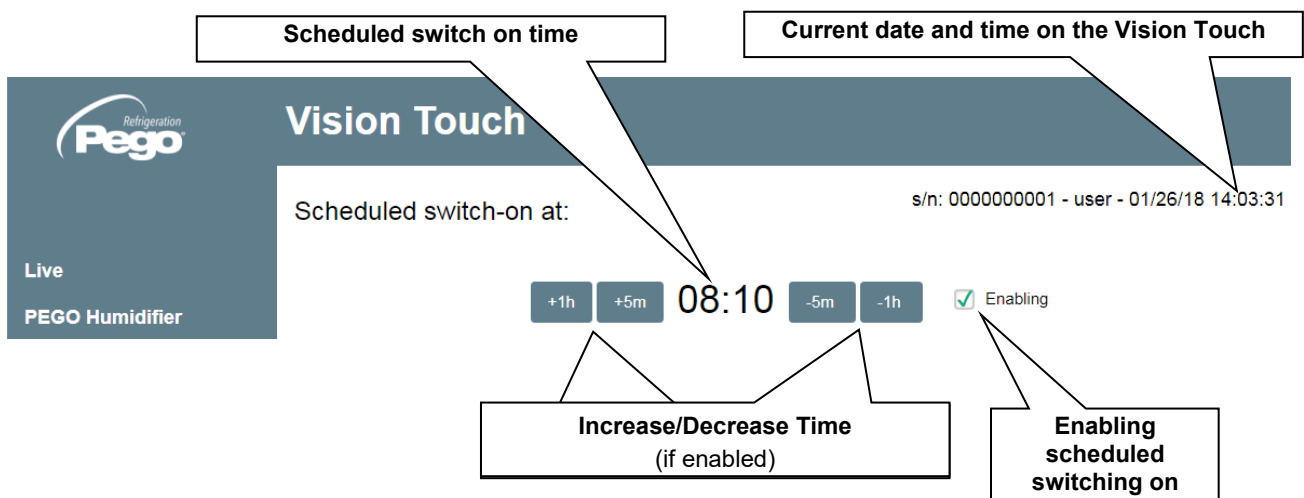 Scheduled switch on time
Current date and time on the Vision Touch
Refrigeration
Pego
Vision Touch
s/n: 0000000001 - user - 01/26/18 14:03:31
Scheduled switch-on at:
Live
PEGO Humidifier
+1h +5m 08:10 -5m -1h Enabling
Increase/Decrease Time
(if enabled)
Enabling
scheduled
switching on